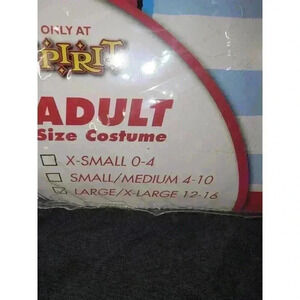 ONLY AT
SPIRIT
ADULT
Size Costume
X-SMALL 0-4
SMALL/MEDIUM 4-10
LARGE/X-LARGE 12-16